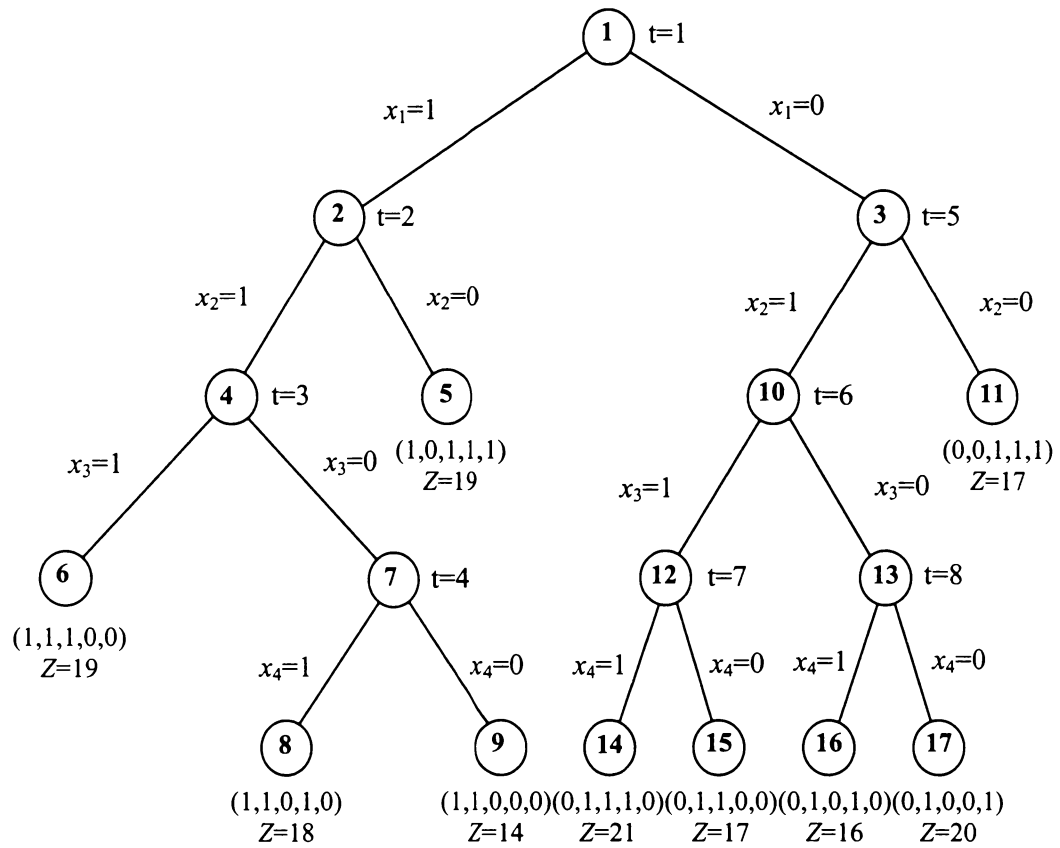 1 t=1
x₁=1 x₁=0
2 t=2 3 t=5
x₂=1 x₂=0 x₂=1 x₂=0
4 t=3 5 10 t=6 11
(1,0,1,1,1) (0,0,1,1,1)
x₃=1 x₃=0 Z=19 x₃=1 x₃=0 Z=17
6 7 t=4 12 t=7 13 t=8
(1,1,1,0,0)
Z=19
x₄=1 x₄=0 x₄=1 x₄=0 x₄=1 x₄=0
8 9 14 15 16 17
(1,1,0,1,0) (1,1,0,0,0) (0,1,1,1,0) (0,1,1,0,0) (0,1,0,1,0) (0,1,0,0,1)
Z=18 Z=14 Z=21 Z=17 Z=16 Z=20